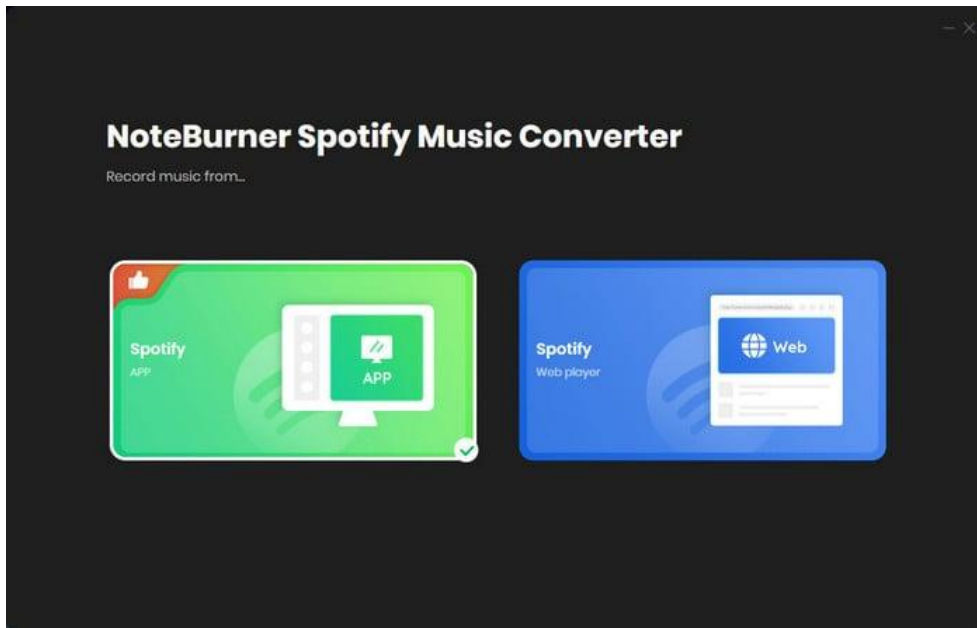 NoteBurner Spotify Music Converter
Record music from...
Spotify
APP
APP
Spotify
Web player
Web